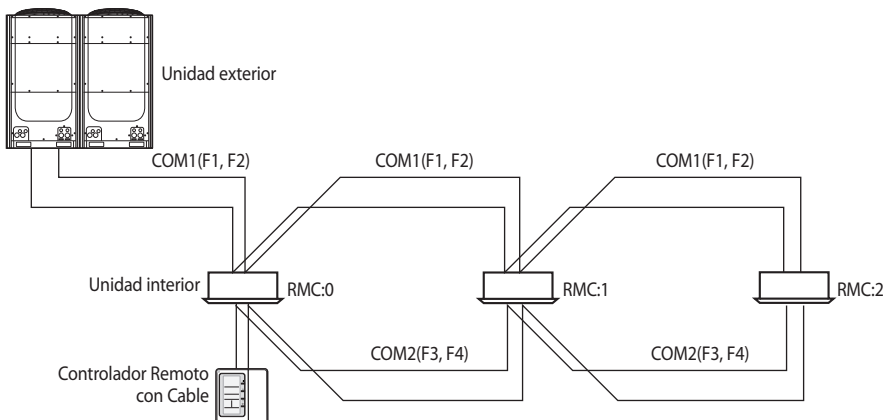 Unidad exterior
COM1(F1, F2)
COM1(F1, F2)
COM1(F1, F2)
Unidad interior
RMC:0
RMC:1
RMC:2
COM2(F3, F4)
COM2(F3, F4)
Controlador Remoto
con Cable